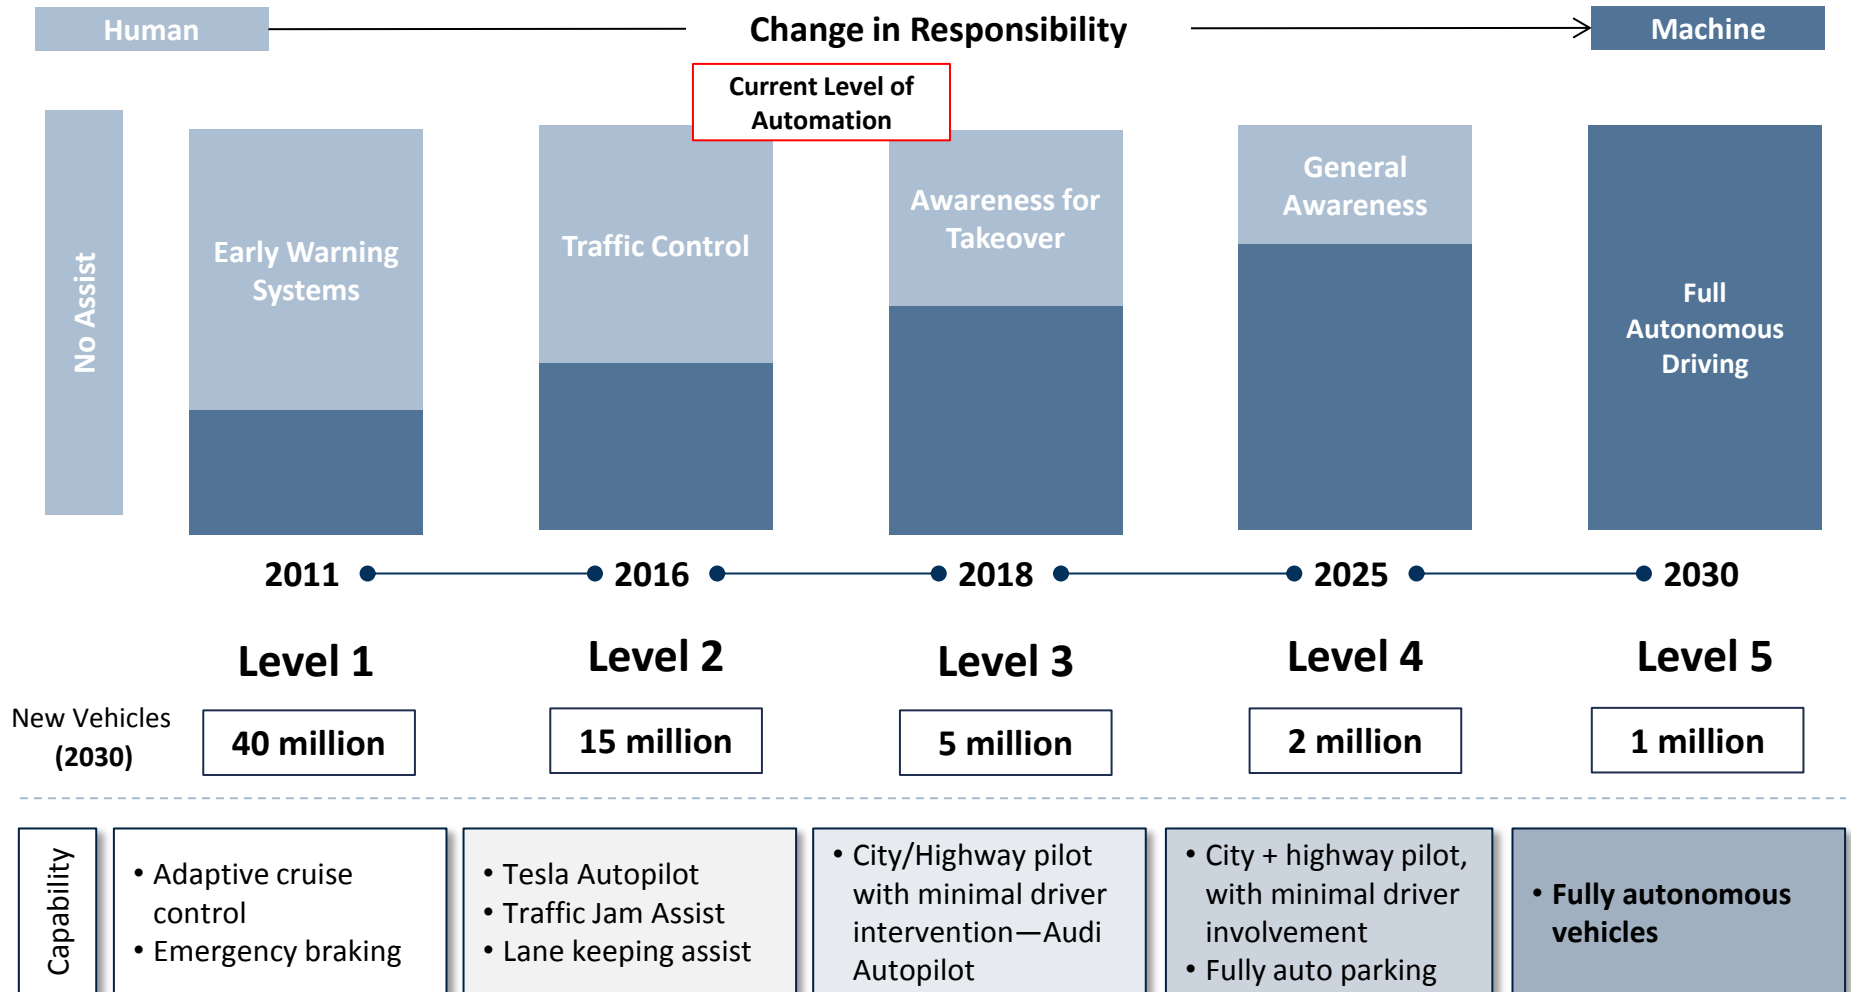 Human
Change in Responsibility
Machine
Current Level of
Automation
No Assist
Early Warning
Systems
Traffic Control
Awareness for
Takeover
General
Awareness
Full
Autonomous
Driving
2011
2016
2018
2025
2030
Level 1
Level 2
Level 3
Level 4
Level 5
New Vehicles
(2030)
40 million
15 million
5 million
2 million
1 million
Capability
• Adaptive cruise
control
• Emergency braking
• Tesla Autopilot
• Traffic Jam Assist
• Lane keeping assist
• City/Highway pilot
with minimal driver
intervention—Audi
Autopilot
• City + highway pilot,
with minimal driver
involvement
• Fully auto parking
• Fully autonomous
vehicles